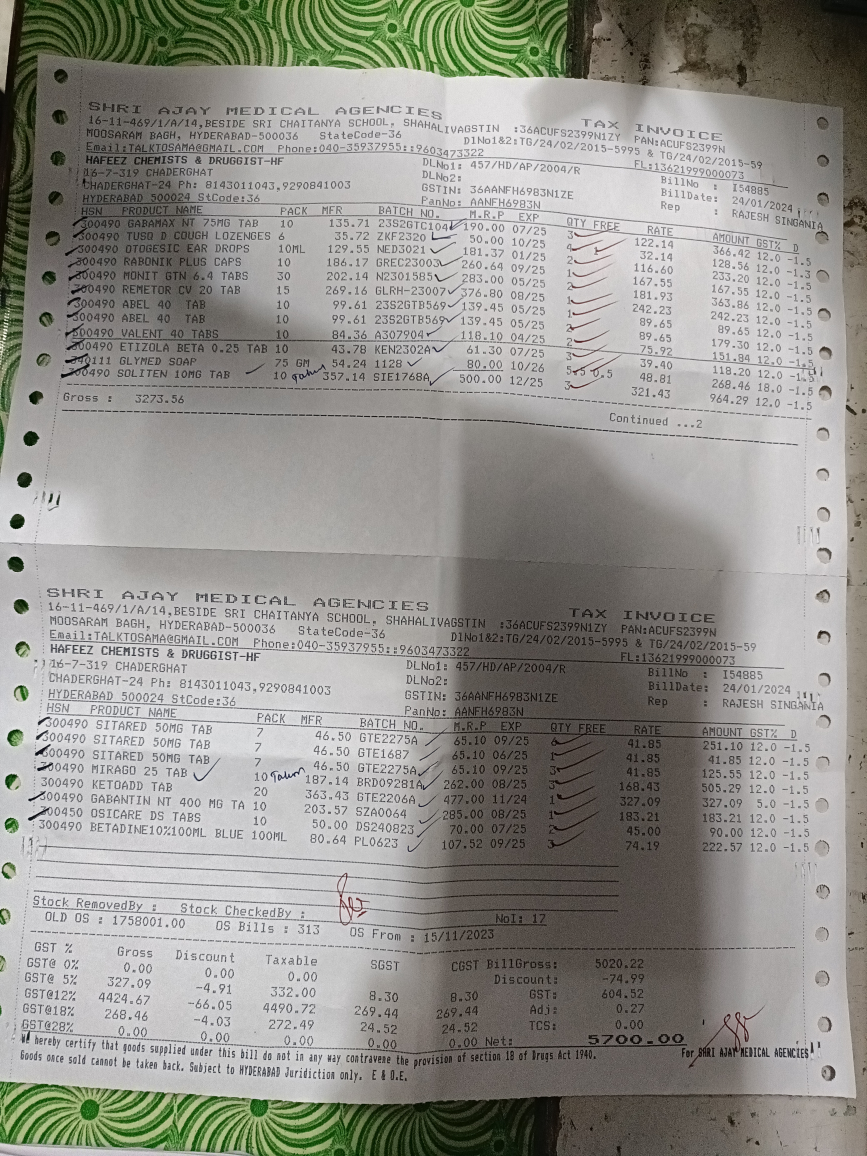 SHRI AJAY MEDICAL AGENCIES TAX INVOICE
16-11-469/1/A/14,BESIDE SRI CHAITANYA SCHOOL, SHAHALIVAGSTIN :36ACUFS2399N1ZY PAN:ACUFS2399N
MOOSARAM BAGH, HYDERABAD-500036 StateCode-36 D1No1&2:TG/24/02/2015-5995 & TG/24/02/2015-59
Email:TALKTOSAMA@GMAIL.COM Phone:040-35937955::9603473322 FL:13621999000073
HAFEEZ CHEMISTS & DRUGGIST-HF DLNo1: 457/HD/AP/2004/R BillNo : I54885
16-7-319 CHADERGHAT DLNo2: BillDate: 24/01/2024
CHADERGHAT-24 Ph: 8143011043,9290841003 GSTIN: 36AANFH6983N1ZE Rep : RAJESH SINGANIA
HYDERABAD 500024 StCode:36 PanNo: AANFH6983N
HSN PRODUCT NAME PACK MFR BATCH NO. M.R.P EXP QTY FREE RATE AMOUNT GST% D
300490 GABAMAX NT 75MG TAB 10 135.71 23S2GTC104 190.00 07/25 3 122.14 366.42 12.0 -1.5
300490 TUSQ D COUGH LOZENGES 6 35.72 ZKF2320 50.00 10/25 4 1 32.14 128.56 12.0 -1.3
300490 OTOGESIC EAR DROPS 10ML 129.55 NED3021 181.37 01/25 2 116.60 233.20 12.0 -1.5
300490 RABONIK PLUS CAPS 10 186.17 GREC23003 260.64 09/25 1 167.55 167.55 12.0 -1.5
300490 MONIT GTN 6.4 TABS 30 202.14 N2301585 283.00 05/25 2 181.93 363.86 12.0 -1.5
300490 REMETOR CV 20 TAB 15 269.16 GLRH-23007 376.80 08/25 1 242.23 242.23 12.0 -1.5
300490 ABEL 40 TAB 10 99.61 23S2GTB569 139.45 05/25 1 89.65 89.65 12.0 -1.5
300490 ABEL 40 TAB 10 99.61 23S2GTB569 139.45 05/25 2 89.65 179.30 12.0 -1.5
300490 VALENT 40 TABS 10 84.36 A307904 118.10 04/25 2 75.92 151.84 12.0 -1.5
300490 ETIZOLA BETA 0.25 TAB 10 43.78 KEN2302A 61.30 07/25 3 39.40 118.20 12.0 -1.5
340111 GLYMED SOAP 75 GM 54.24 1128 80.00 10/26 5.5 0.5 48.81 268.46 18.0 -1.5
300490 SOLITEN 10MG TAB 10 357.14 SIE1768A 500.00 12/25 3 321.43 964.29 12.0 -1.5
Gross : 3273.56
Continued ...2
SHRI AJAY MEDICAL AGENCIES TAX INVOICE
16-11-469/1/A/14,BESIDE SRI CHAITANYA SCHOOL, SHAHALIVAGSTIN :36ACUFS2399N1ZY PAN:ACUFS2399N
MOOSARAM BAGH, HYDERABAD-500036 StateCode-36 D1No1&2:TG/24/02/2015-5995 & TG/24/02/2015-59
Email:TALKTOSAMA@GMAIL.COM Phone:040-35937955::9603473322 FL:13621999000073
HAFEEZ CHEMISTS & DRUGGIST-HF DLNo1: 457/HD/AP/2004/R BillNo : I54885
16-7-319 CHADERGHAT DLNo2: BillDate: 24/01/2024
CHADERGHAT-24 Ph: 8143011043,9290841003 GSTIN: 36AANFH6983N1ZE Rep : RAJESH SINGANIA
HYDERABAD 500024 StCode:36 PanNo: AANFH6983N
HSN PRODUCT NAME PACK MFR BATCH NO. M.R.P EXP QTY FREE RATE AMOUNT GST% D
300490 SITARED 50MG TAB 7 46.50 GTE2275A 65.10 09/25 6 41.85 251.10 12.0 -1.5
300490 SITARED 50MG TAB 7 46.50 GTE1687 65.10 06/25 1 41.85 41.85 12.0 -1.5
300490 SITARED 50MG TAB 7 46.50 GTE2275A 65.10 09/25 3 41.85 125.55 12.0 -1.5
300490 MIRAGO 25 TAB 10 187.14 BRD09281A 262.00 08/25 3 168.43 505.29 12.0 -1.5
300490 KETOADD TAB 20 363.43 GTE2206A 477.00 11/24 1 327.09 327.09 5.0 -1.5
300490 GABANTIN NT 400 MG TA 10 203.57 SZA0064 285.00 08/25 1 183.21 183.21 12.0 -1.5
300450 OSICARE DS TABS 10 50.00 DS240823 70.00 07/25 2 45.00 90.00 12.0 -1.5
300490 BETADINE10%100ML BLUE 100ML 80.64 PL0623 107.52 09/25 3 74.19 222.57 12.0 -1.5
Stock RemovedBy : Stock CheckedBy : NoI: 17
OLD OS : 1758001.00 OS Bills : 313 OS From : 15/11/2023
GST % Gross Discount Taxable SGST CGST BillGross: 5020.22
GST@ 0% 0.00 0.00 0.00 Discount: -74.99
GST@ 5% 327.09 -4.91 332.00 8.30 8.30 GST: 604.52
GST@12% 4424.67 -66.05 4490.72 269.44 269.44 Adj: 0.27
GST@18% 268.46 -4.03 272.49 24.52 24.52 TCS: 0.00
GST@28% 0.00 0.00 0.00 0.00 Net: 5700.00
We hereby certify that goods supplied under this bill do not in any way contravene the provision of section 18 of Drugs Act 1940. For SHRI AJAY MEDICAL AGENCIES
Goods once sold cannot be taken back. Subject to HYDERABAD Juridiction only. E & O.E.